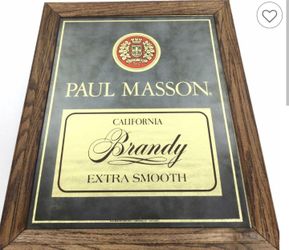 PAUL MASSON
CALIFORNIA
Brandy
EXTRA SMOOTH